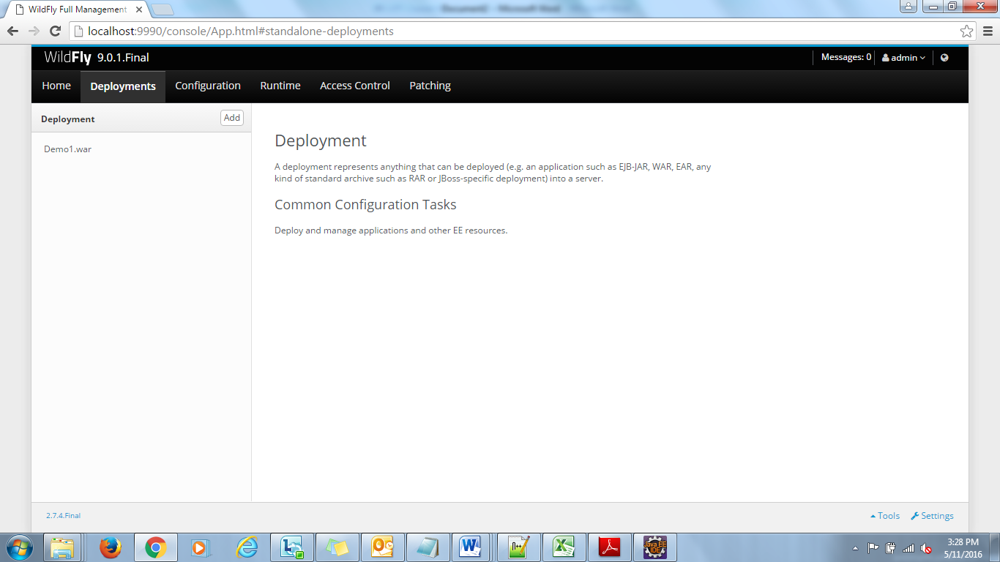 WildFly Full Management
localhost:9990/console/App.html#standalone-deployments
WildFly 9.0.1.Final
Messages: 0
admin
Home
Deployments
Configuration
Runtime
Access Control
Patching
Deployment
Add
Demo1.war
Deployment
A deployment represents anything that can be deployed (e.g. an application such as EJB-JAR, WAR, EAR, any
kind of standard archive such as RAR or JBoss-specific deployment) into a server.
Common Configuration Tasks
Deploy and manage applications and other EE resources.
2.7.4.Final
Tools
Settings
Java EE
IDE
3:28 PM
5/11/2016